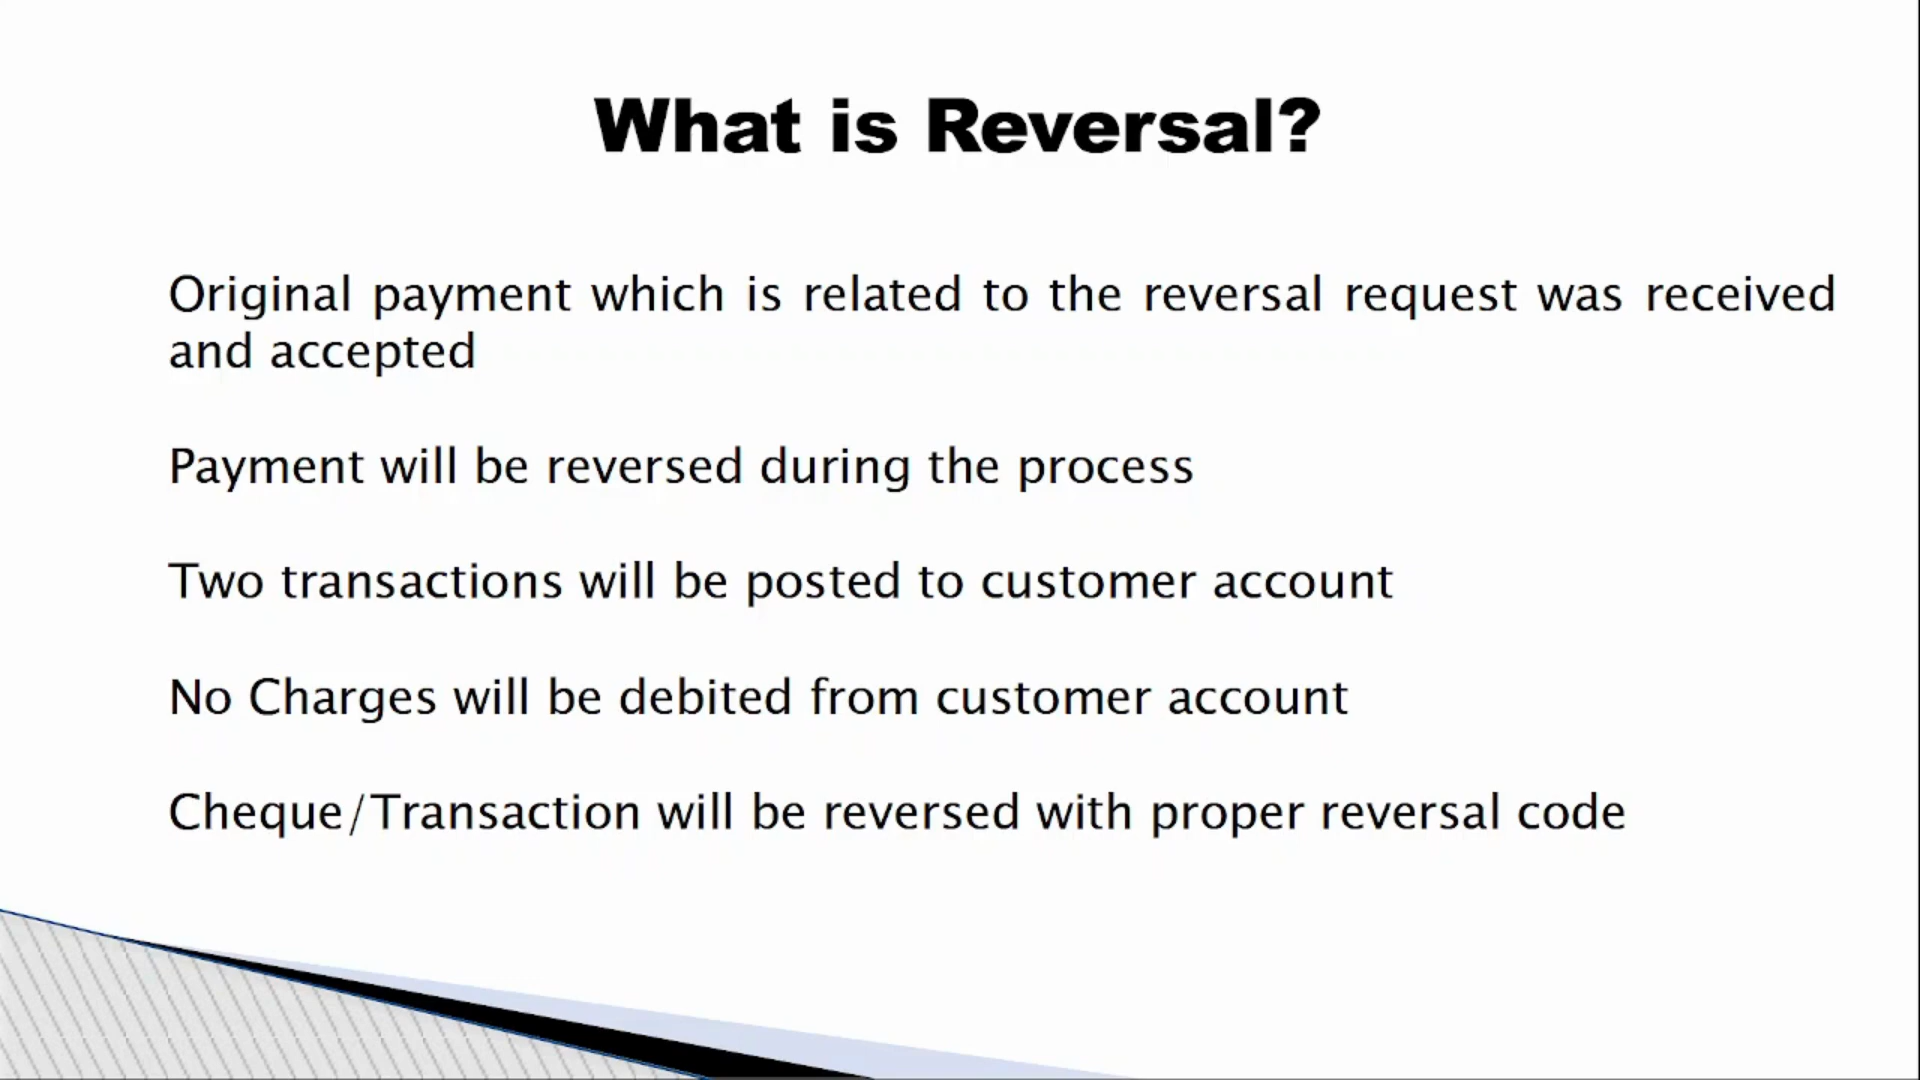 What is Reversal?
Original payment which is related to the reversal request was received
and accepted
Payment will be reversed during the process
Two transactions will be posted to customer account
No Charges will be debited from customer account
Cheque/Transaction will be reversed with proper reversal code